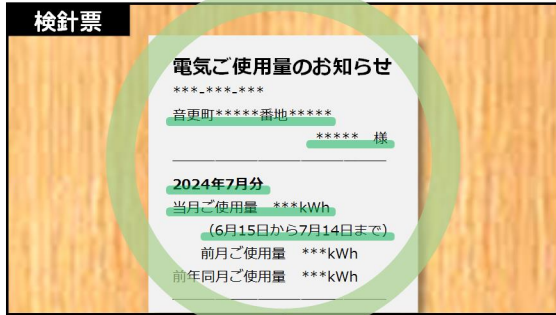 検針票
電気ご使用量のお知らせ
***-***-***
音更町*****番地*****
***** 様
2024年7月分
当月ご使用量 ***kWh
(6月15日から7月14日まで)
前月ご使用量 ***kWh
前年同月ご使用量 ***kWh